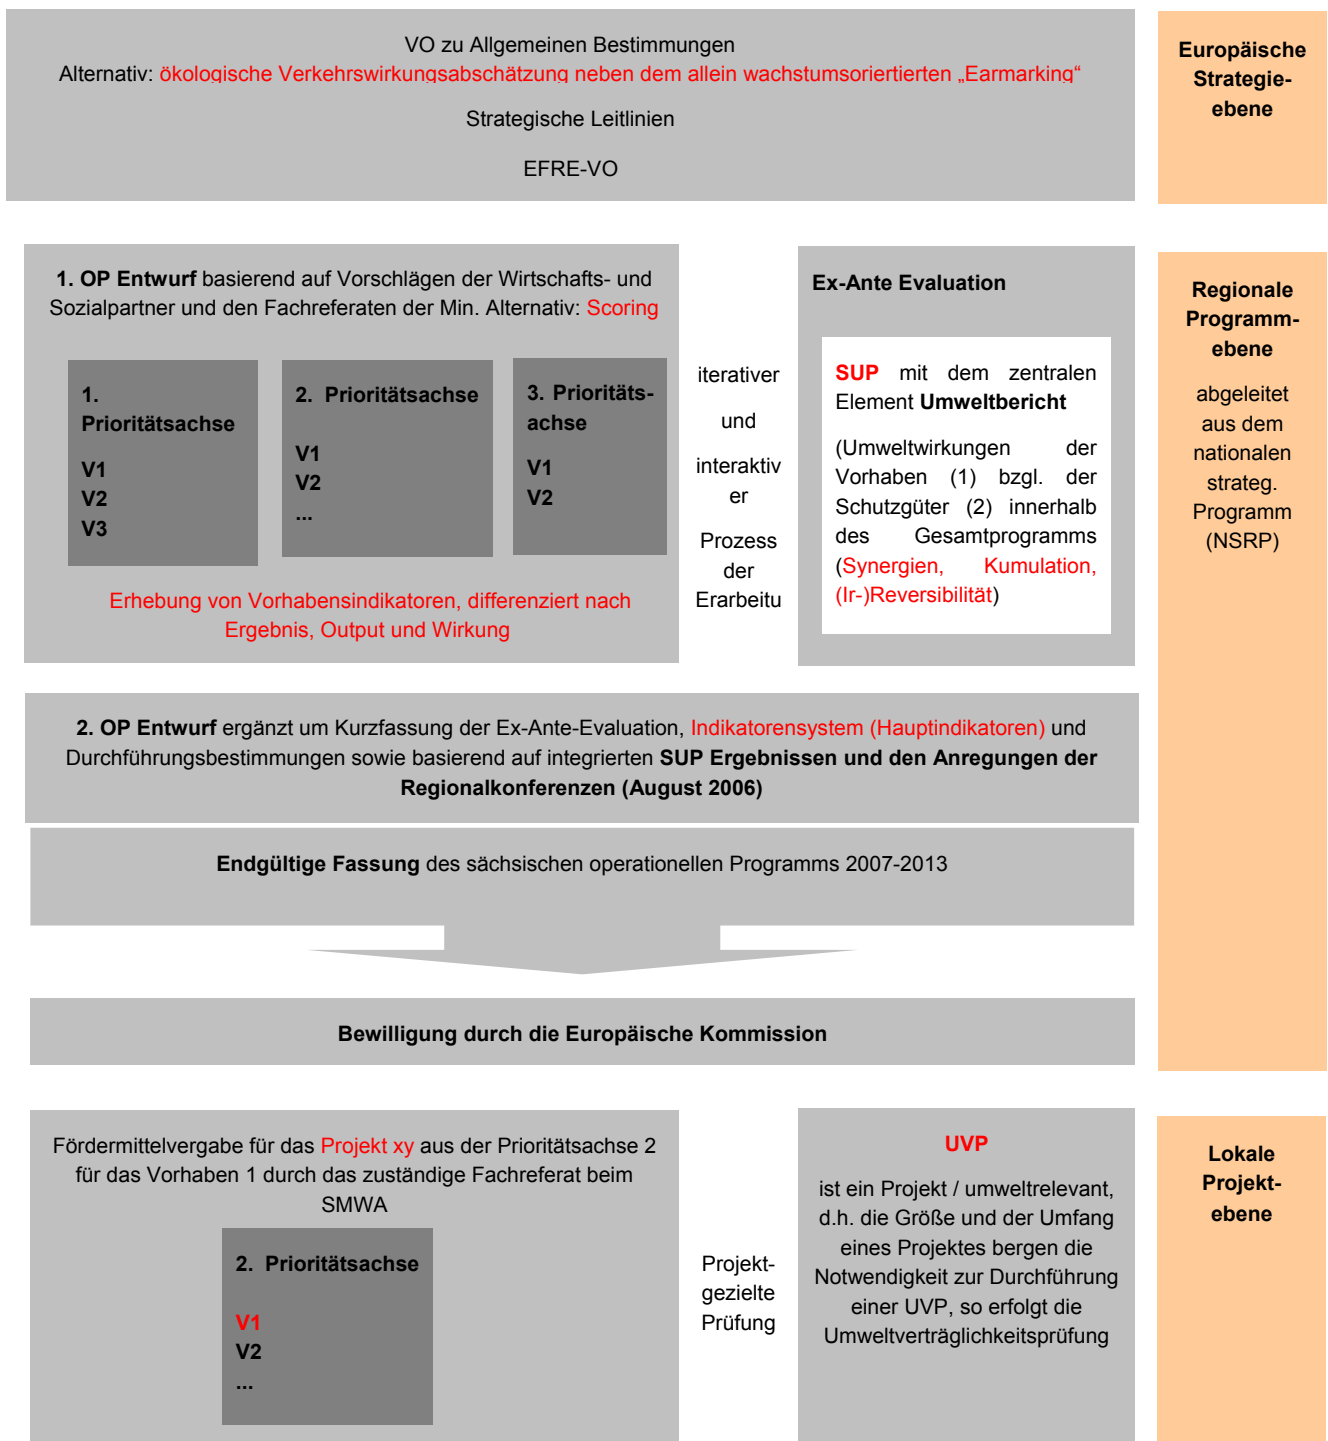 VO zu Allgemeinen Bestimmungen
Alternativ: ökologische Verkehrswirkungsabschätzung neben dem allein wachstumsoriertierten „Earmarking“
Strategische Leitlinien
EFRE-VO
Europäische
Strategie-
ebene
1. OP Entwurf basierend auf Vorschlägen der Wirtschafts- und
Sozialpartner und den Fachreferaten der Min. Alternativ: Scoring
1.
Prioritätsachse
V1
V2
V3
2. Prioritätsachse
V1
V2
...
3. Prioritäts-
achse
V1
V2
Erhebung von Vorhabensindikatoren, differenziert nach
Ergebnis, Output und Wirkung
iterativer
und
interaktiv
er
Prozess
der
Erarbeitu
Ex-Ante Evaluation
SUP mit dem zentralen
Element Umweltbericht
(Umweltwirkungen der
Vorhaben (1) bzgl. der
Schutzgüter (2) innerhalb
des Gesamtprogramms
(Synergien, Kumulation,
(Ir-)Reversibilität)
Regionale
Programm-
ebene
abgeleitet
aus dem
nationalen
strateg.
Programm
(NSRP)
2. OP Entwurf ergänzt um Kurzfassung der Ex-Ante-Evaluation, Indikatorensystem (Hauptindikatoren) und
Durchführungsbestimmungen sowie basierend auf integrierten SUP Ergebnissen und den Anregungen der
Regionalkonferenzen (August 2006)
Endgültige Fassung des sächsischen operationellen Programms 2007-2013
Bewilligung durch die Europäische Kommission
Fördermittelvergabe für das Projekt xy aus der Prioritätsachse 2
für das Vorhaben 1 durch das zuständige Fachreferat beim
SMWA
2. Prioritätsachse
V1
V2
...
Projekt-
gezielte
Prüfung
UVP
ist ein Projekt / umweltrelevant,
d.h. die Größe und der Umfang
eines Projektes bergen die
Notwendigkeit zur Durchführung
einer UVP, so erfolgt die
Umweltverträglichkeitsprüfung
Lokale
Projekt-
ebene